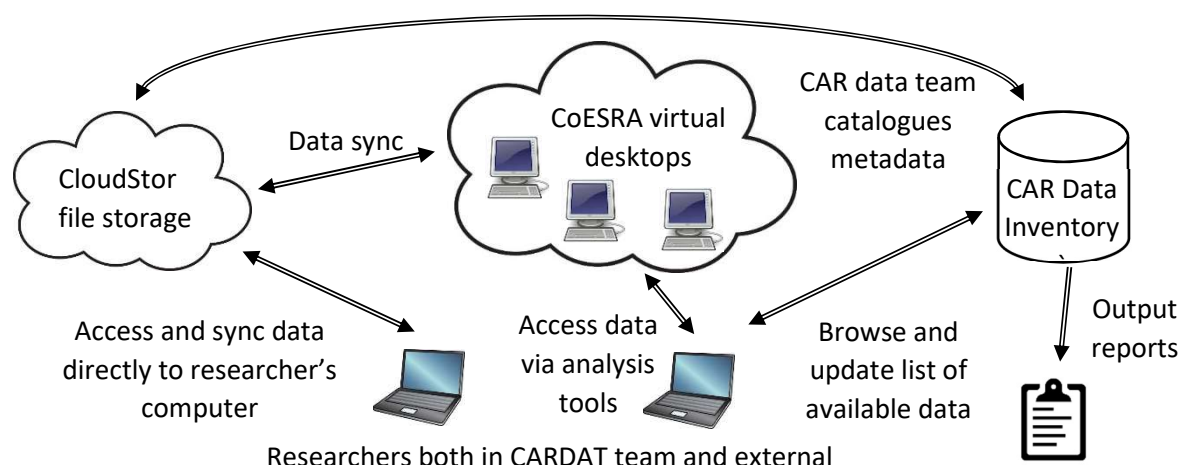 CoESRA virtual
desktops
CAR data team
catalogues
metadata
Data sync
CloudStor
file storage
CAR Data
Inventory
Access and sync data
directly to researcher's
computer
Access data
via analysis
tools
Browse and
update list of
available data
Output
reports
Researchers both in CARDAT team and external